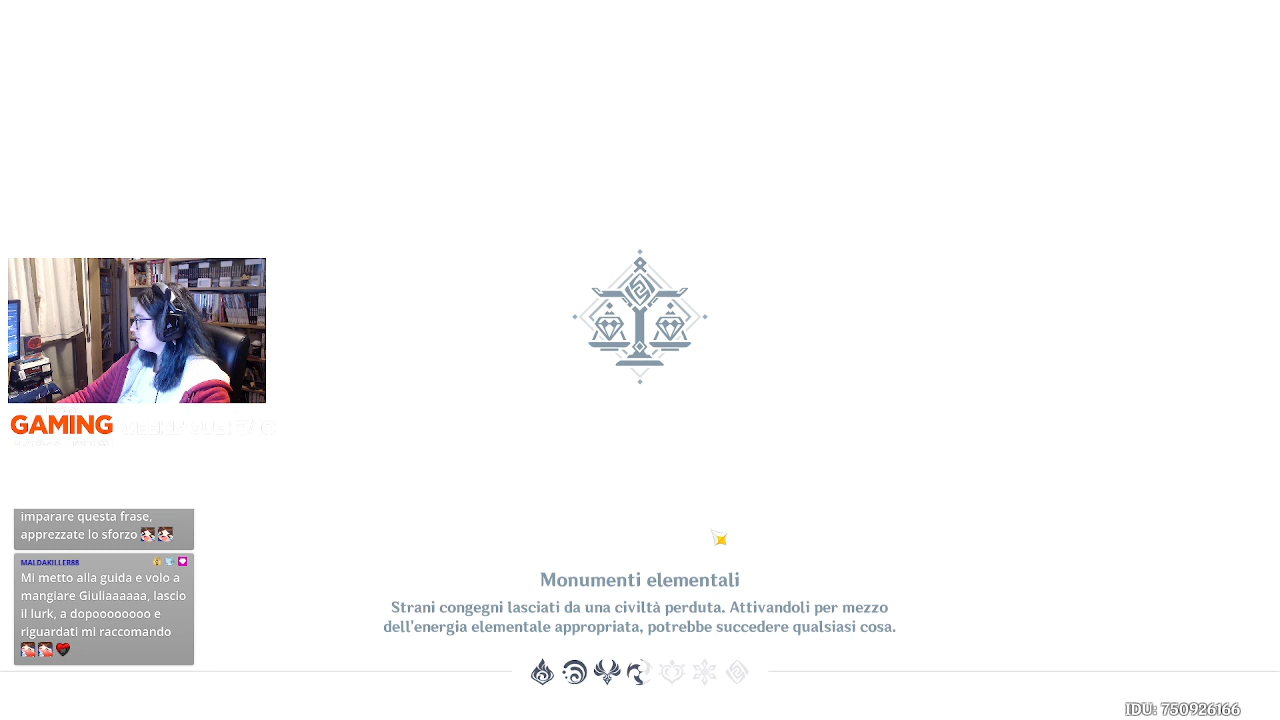 GAMING
imparare questa frase,
apprezzate lo sforzo
MALDAKILLER88
Mi metto alla guida e volo a
mangiare Giuliaaaaaa, lascio
il lurk, a dopoooooooo e
riguardati mi raccomando
Monumenti elementali
Strani congegni lasciati da una civiltà perduta. Attivandoli per mezzo
dell'energia elementale appropriata, potrebbe succedere qualsiasi cosa.
IDU: 750926166